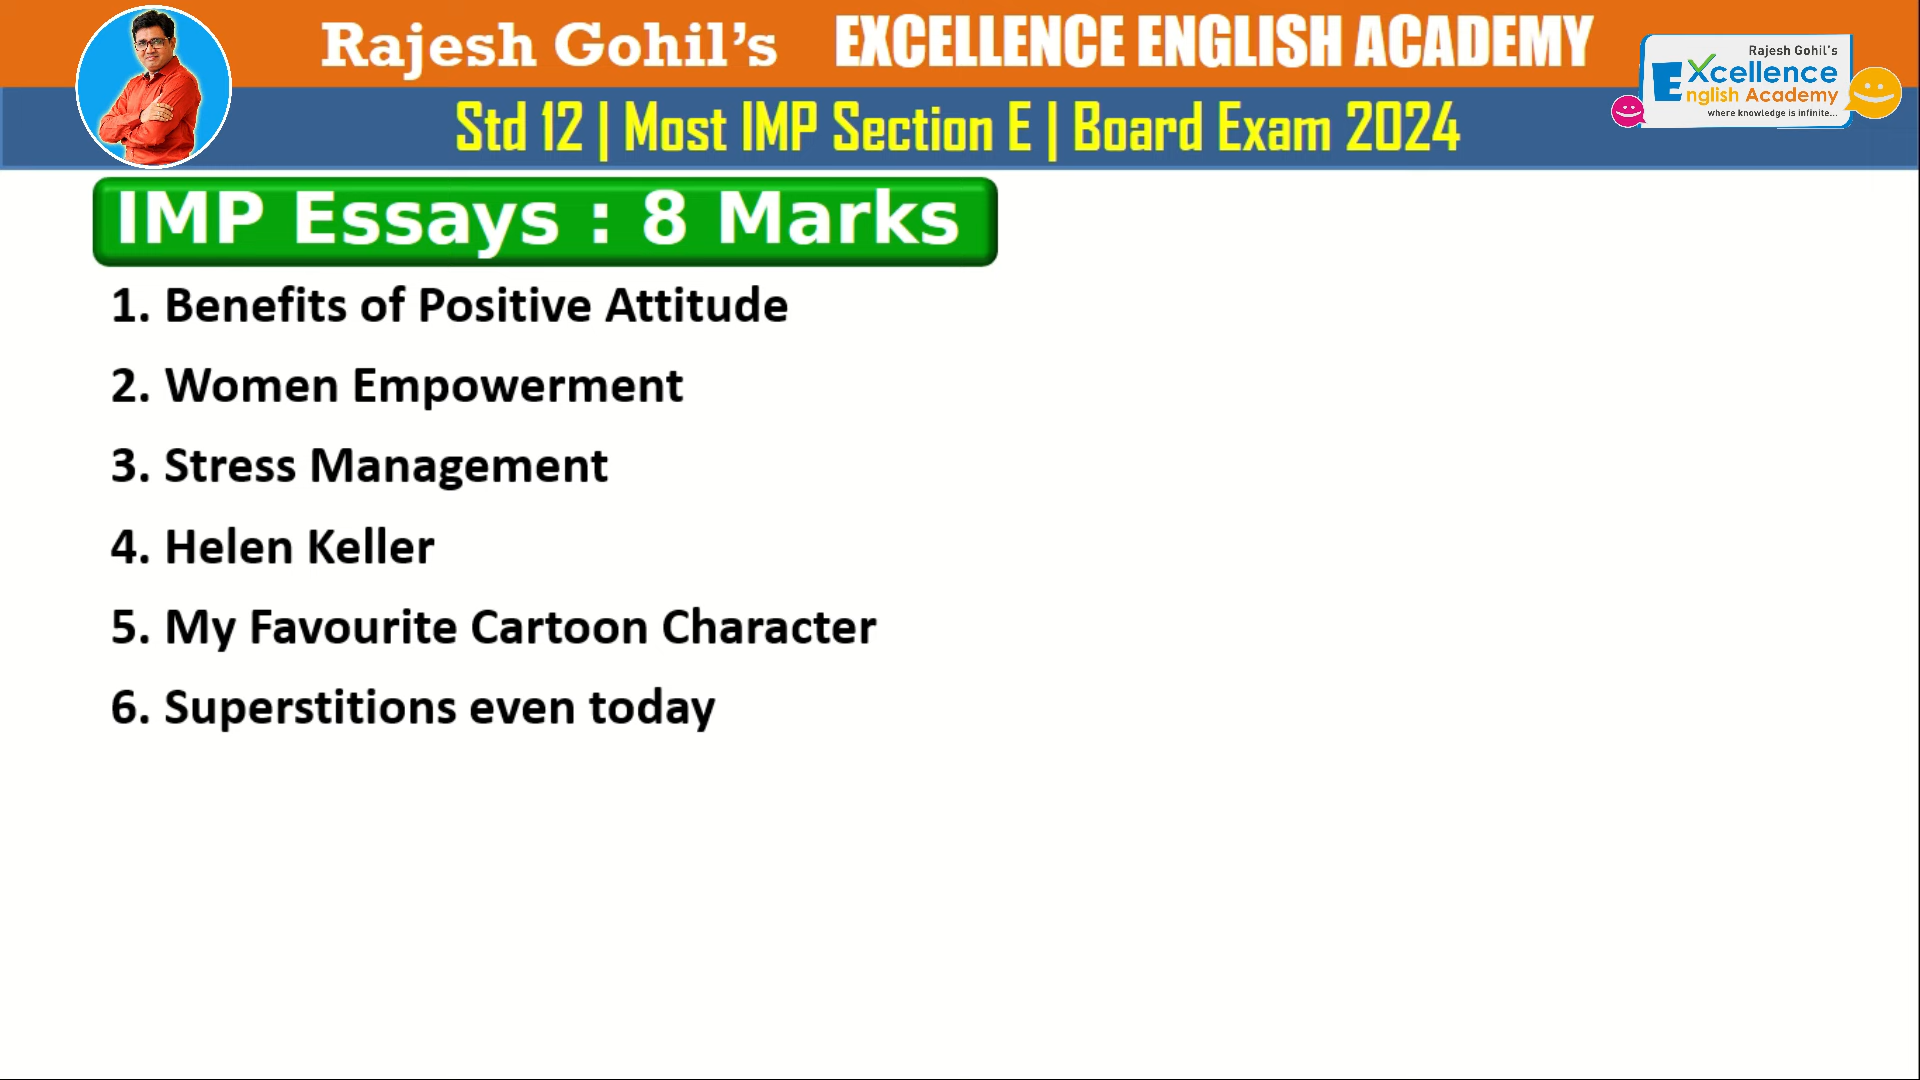 Rajesh Gohil's EXCELLENCE ENGLISH ACADEMY
Rajesh Gohil's
Excellence
English Academy
where knowledge is infinite...
Std 12 | Most IMP Section E | Board Exam 2024
IMP Essays : 8 Marks
1. Benefits of Positive Attitude
2. Women Empowerment
3. Stress Management
4. Helen Keller
5. My Favourite Cartoon Character
6. Superstitions even today